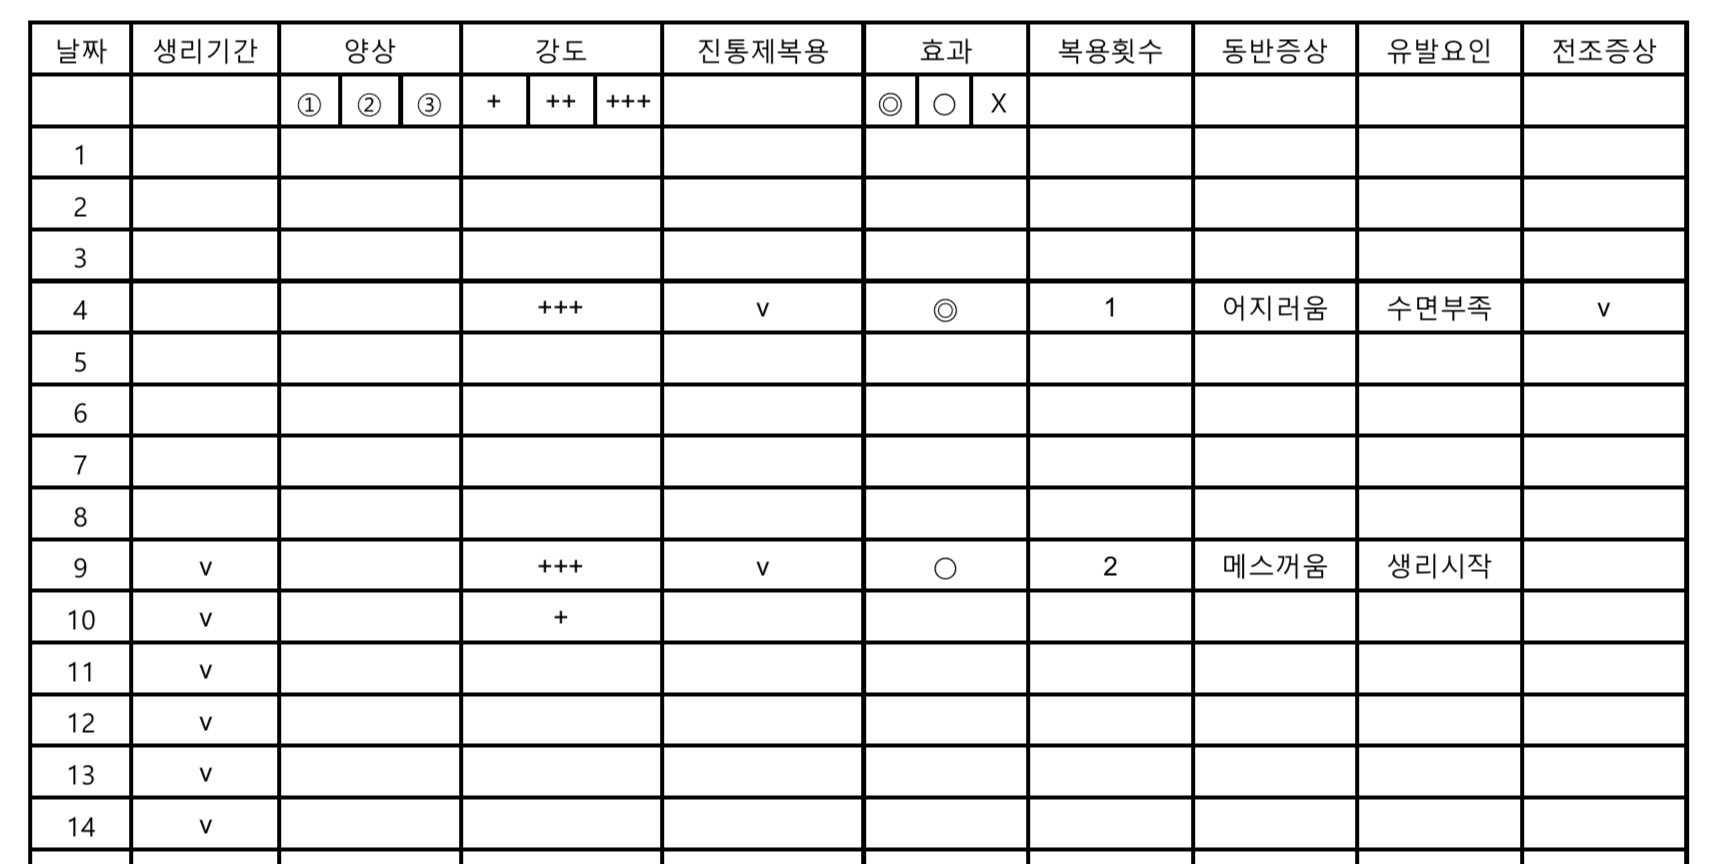 날짜 생리기간 양상 강도 진통제복용 효과 복용횟수 동반증상 유발요인 전조증상
① ② ③ + ++ +++ ◎ ○ X
1
2
3
4 +++ v ◎ 1 어지러움 수면부족 v
5
6
7
8
9 v +++ v ○ 2 메스꺼움 생리시작
10 v +
11 v
12 v
13 v
14 v